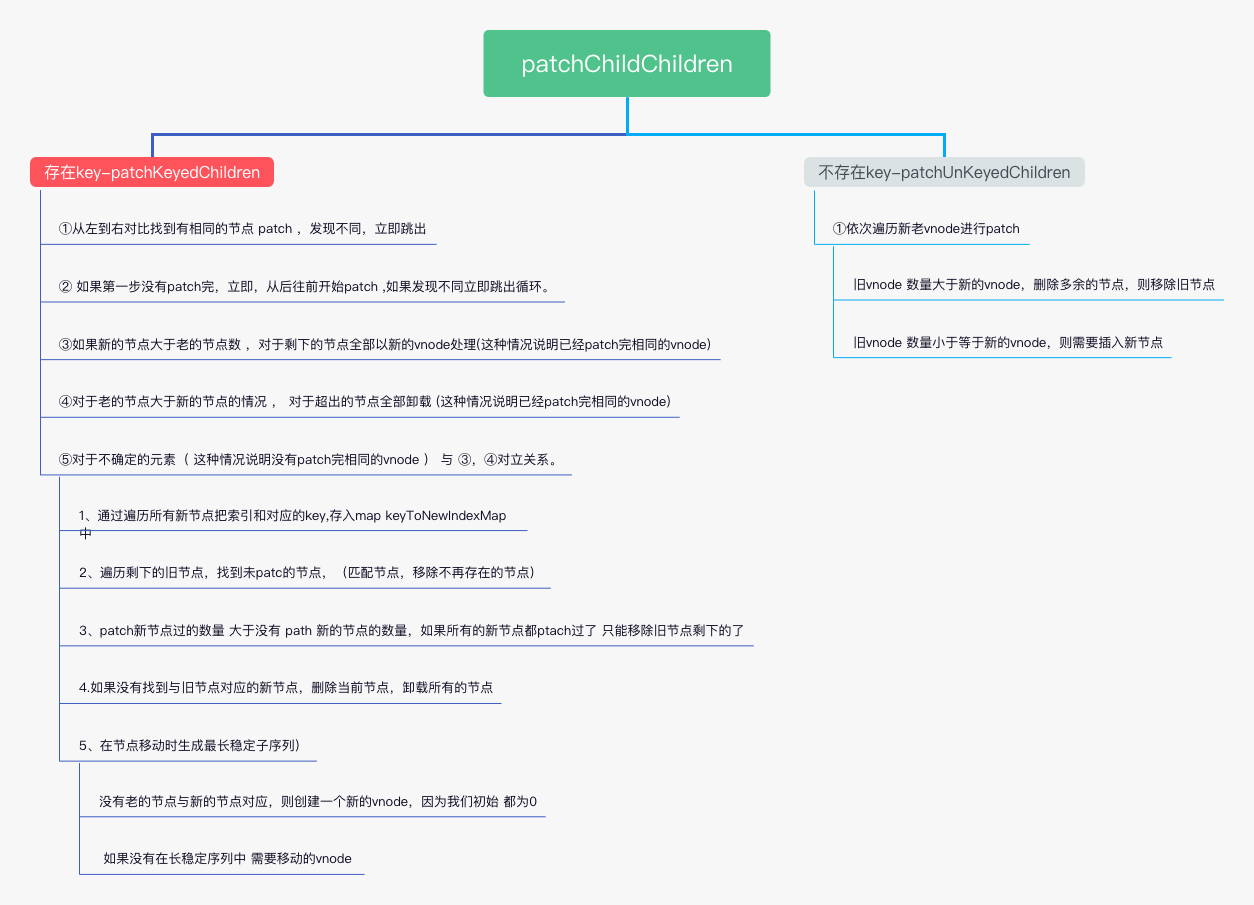 patchChildChildren
存在key-patchKeyedChildren
①从左到右对比找到有相同的节点 patch ，发现不同，立即跳出
② 如果第一步没有patch完，立即，从后往前开始patch ,如果发现不同立即跳出循环。
③如果新的节点大于老的节点数 ，对于剩下的节点全部以新的vnode处理(这种情况说明已经patch完相同的vnode)
④对于老的节点大于新的节点的情况 ， 对于超出的节点全部卸载 (这种情况说明已经patch完相同的vnode)
⑤对于不确定的元素（ 这种情况说明没有patch完相同的vnode ） 与 ③，④对立关系。
1、通过遍历所有新节点把索引和对应的key,存入map keyToNewIndexMap
中
2、遍历剩下的旧节点，找到未patc的节点，（匹配节点，移除不再存在的节点）
3、patch新节点过的数量 大于没有 path 新的节点的数量，如果所有的新节点都ptach过了 只能移除旧节点剩下的了
4.如果没有找到与旧节点对应的新节点，删除当前节点，卸载所有的节点
5、在节点移动时生成最长稳定子序列）
没有老的节点与新的节点对应，则创建一个新的vnode，因为我们初始 都为0
如果没有在长稳定序列中 需要移动的vnode
不存在key-patchUnKeyedChildren
①依次遍历新老vnode进行patch
旧vnode 数量大于新的vnode，删除多余的节点，则移除旧节点
旧vnode 数量小于等于新的vnode，则需要插入新节点